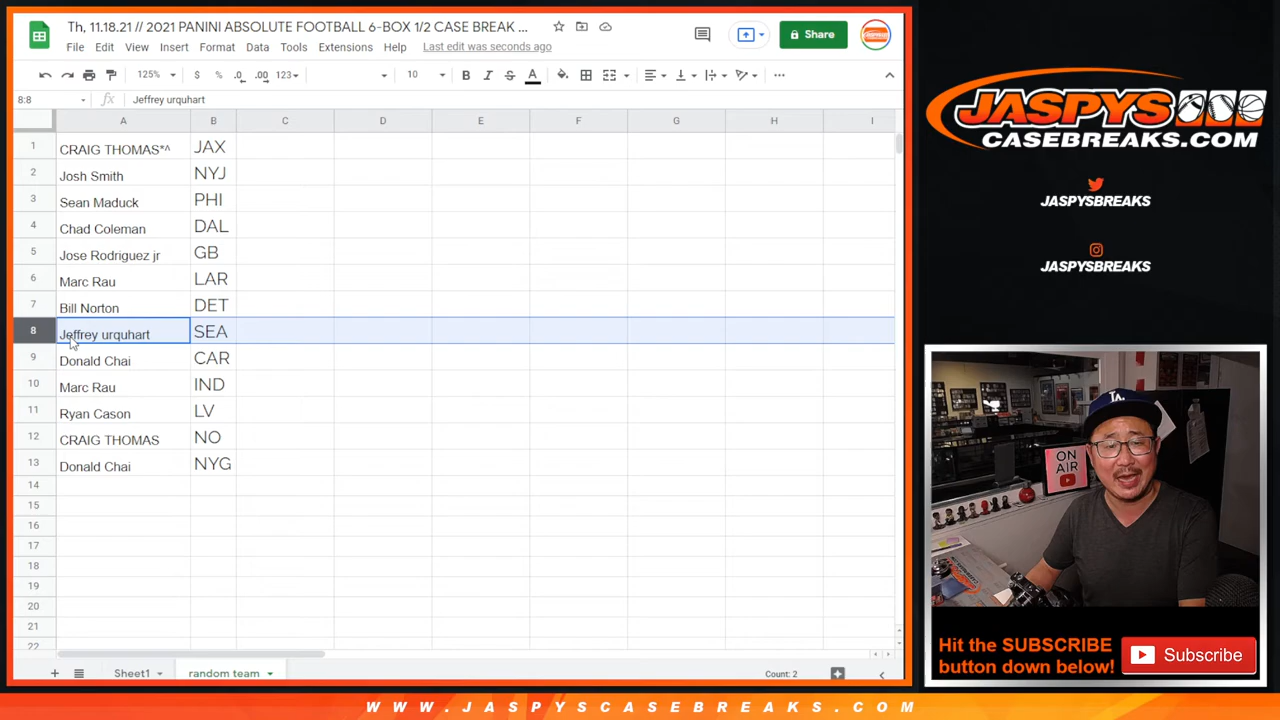 Th, 11.18.21 // 2021 PANINI ABSOLUTE FOOTBALL 6-BOX 1/2 CASE BREAK ...
Share
File Edit View Insert Format Data Tools Extensions Help Last edit was seconds ago
125% $ % .0 .00 123 10 B I S A
8:8 fx Jeffrey urquhart
A B C D E F G H I
1 CRAIG THOMAS*^ JAX
2 Josh Smith NYJ
3 Sean Maduck PHI
4 Chad Coleman DAL
5 Jose Rodriguez jr GB
6 Marc Rau LAR
7 Bill Norton DET
8 Jeffrey urquhart SEA
9 Donald Chai CAR
10 Marc Rau IND
11 Ryan Cason LV
12 CRAIG THOMAS NO
13 Donald Chai NYG
14
15
16
17
18
19
20
21
22
Sheet1 random team Count: 2
JASPYS
CASEBREAKS.COM
JASPYSBREAKS
JASPYSBREAKS
LA
ON
AIR
Hit the SUBSCRIBE
button down below!
Subscribe
WWW.JASPYSCASEBREAKS.COM